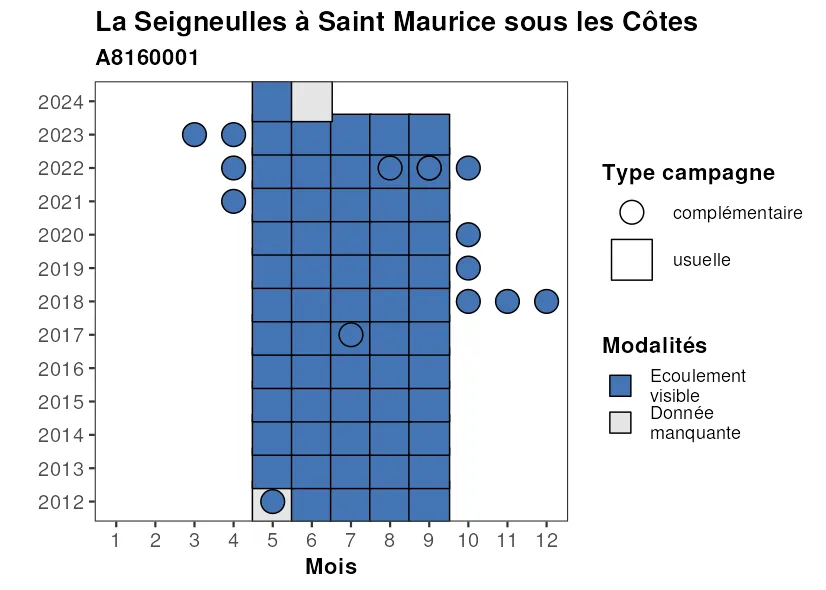 La Seigneulles à Saint Maurice sous les Côtes
A8160001
2024
2023
2022
2021
2020
2019
2018
2017
2016
2015
2014
2013
2012
1 2 3 4 5 6 7 8 9 10 11 12
Mois
Type campagne
complémentaire
usuelle
Modalités
Ecoulement
visible
Donnée
manquante